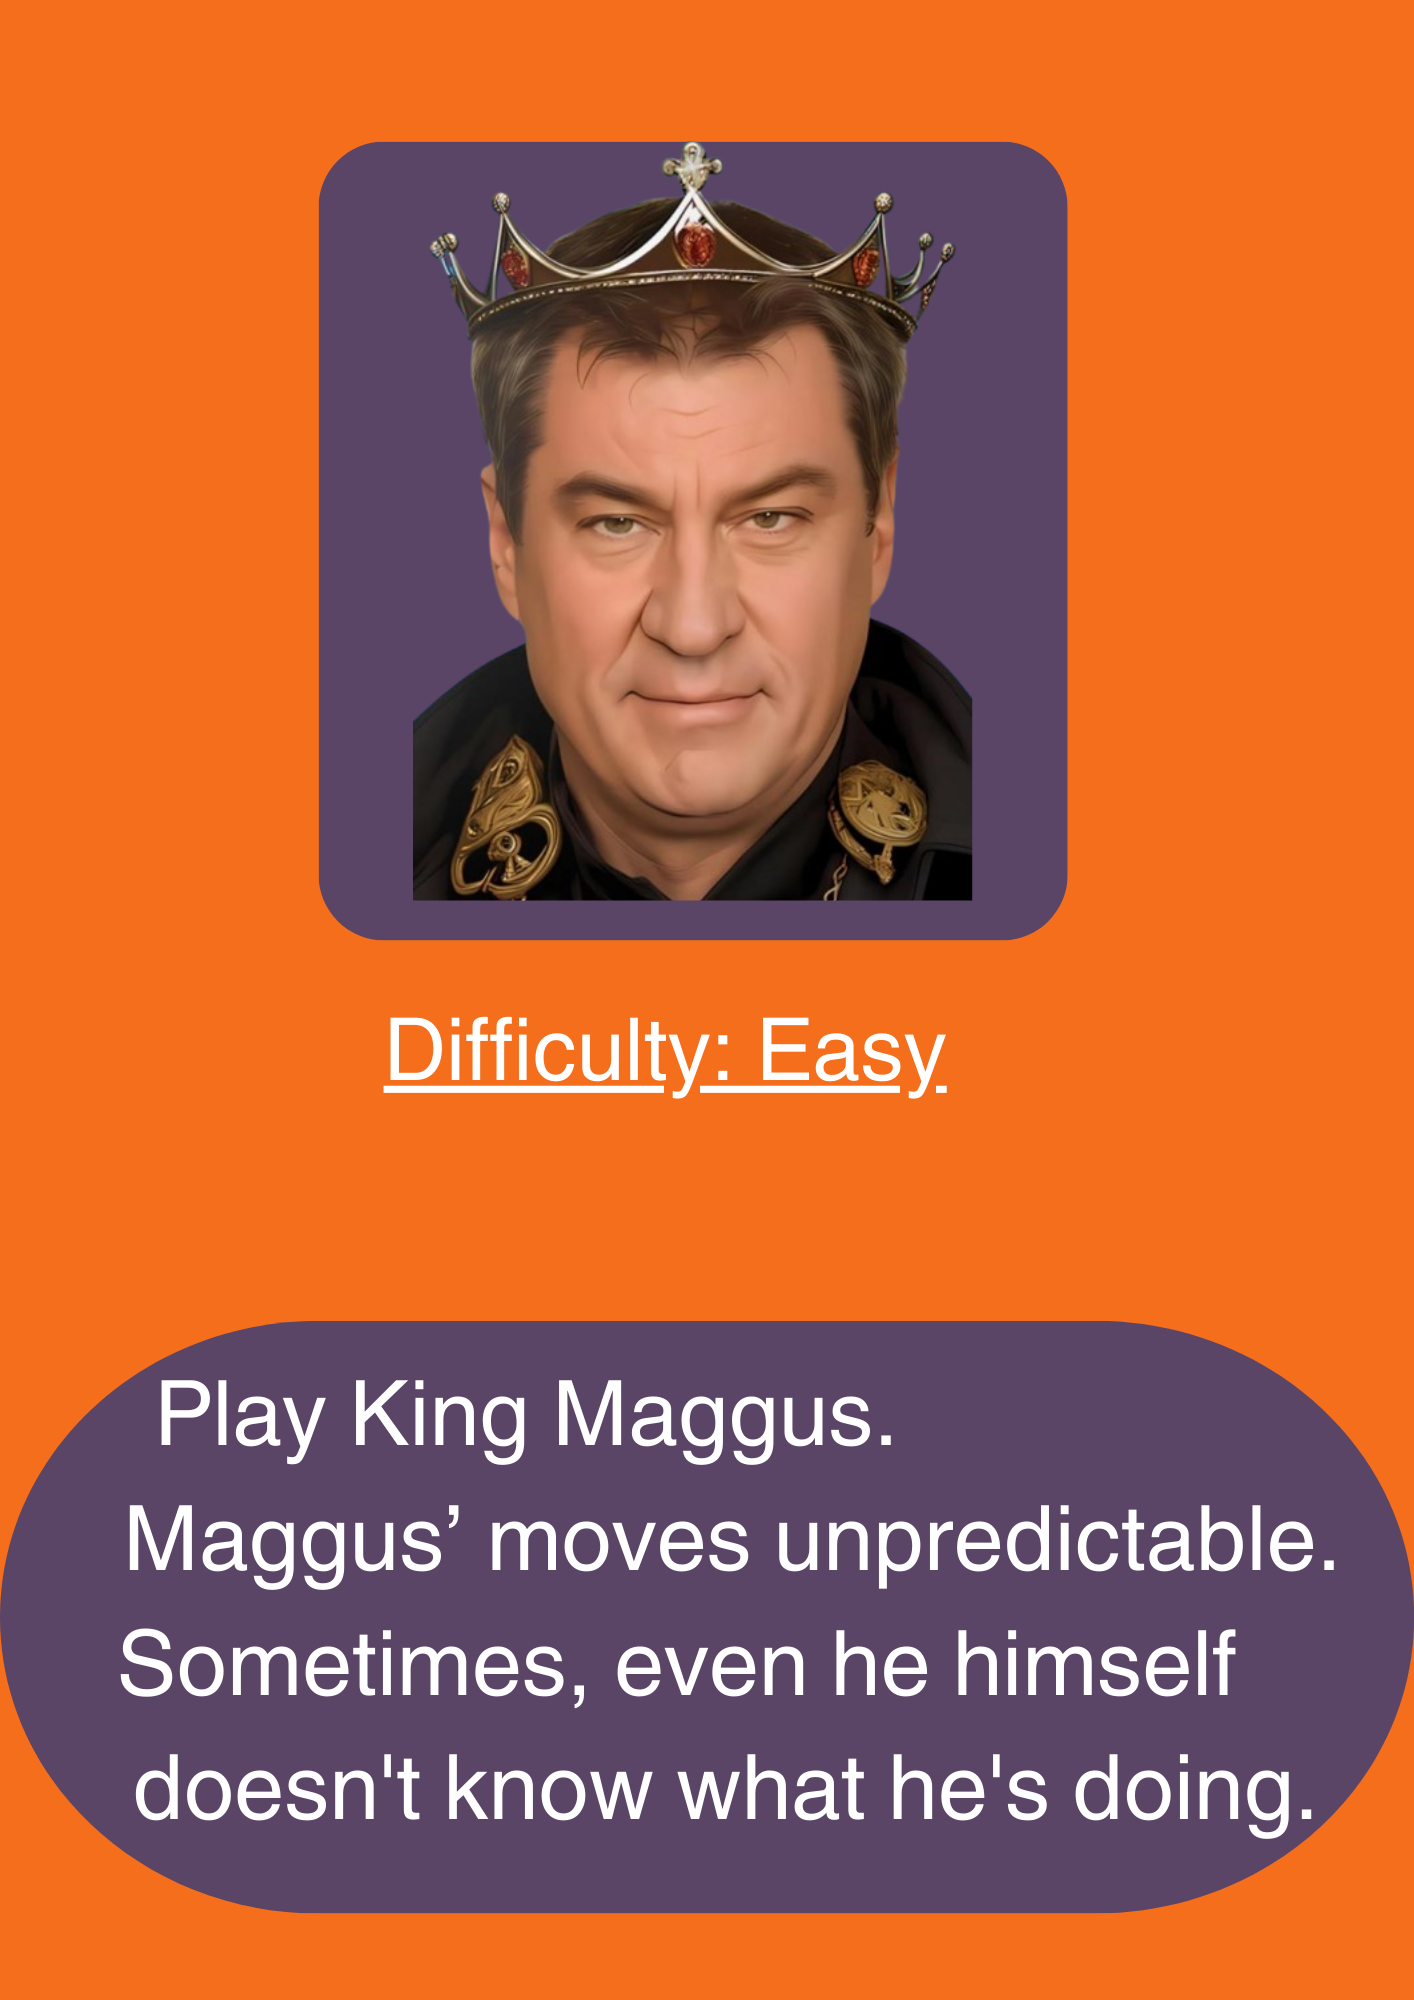 Difficulty: Easy
Play King Maggus.
Maggus’ moves unpredictable.
Sometimes, even he himself
doesn't know what he's doing.